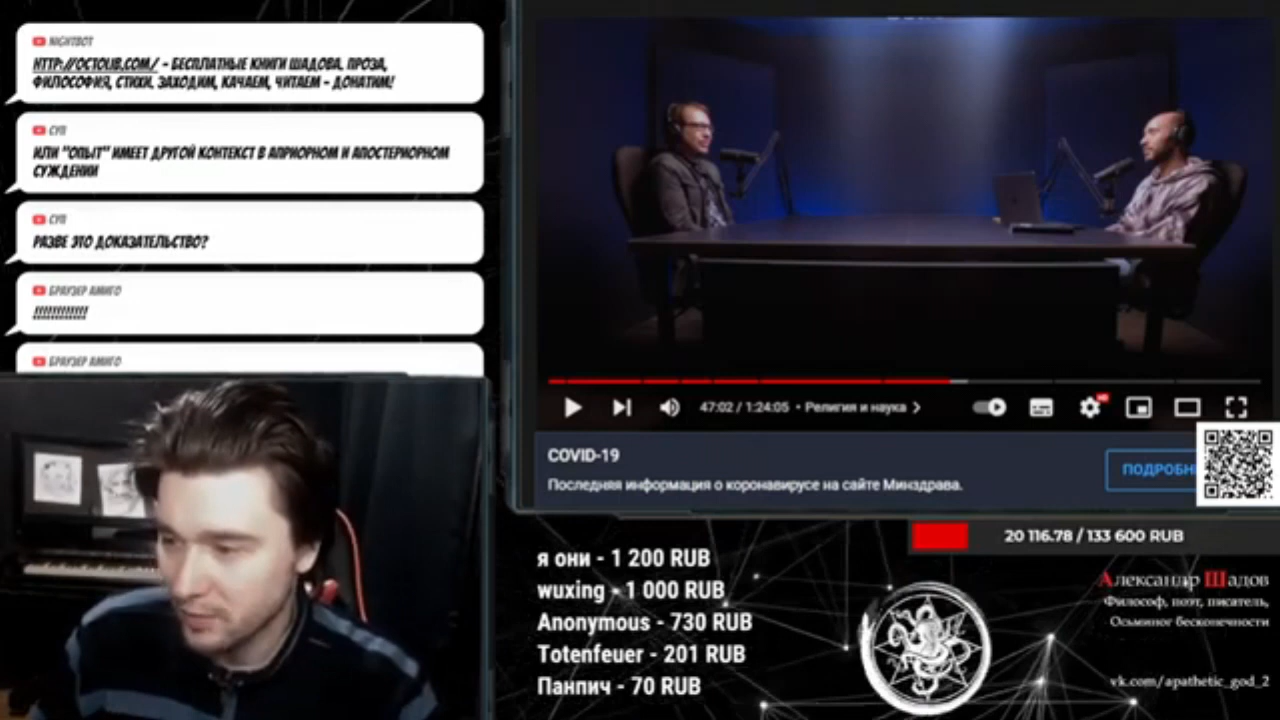 NIGHTBOT
HTTP://OCTOLIB.COM/ - БЕСПЛАТНЫЕ КНИГИ ШАДОВА. ПРОЗА,
ФИЛОСОФИЯ, СТИХИ. ЗАХОДИМ, КАЧАЕМ, ЧИТАЕМ - ДОНАТИМ!
СУП
ИЛИ "ОПЫТ" ИМЕЕТ ДРУГОЙ КОНТЕКСТ В АПРИОРНОМ И АПОСТЕРИОРНОМ
СУЖДЕНИИ
СУП
РАЗВЕ ЭТО ДОКАЗАТЕЛЬСТВО?
БРАУЗЕР АМИГО
!!!!!!!!!!!!!
БРАУЗЕР АМИГО
47:02 / 1:24:05 • Религия и наука
COVID-19
Последняя информация о коронавирусе на сайте Минздрава.
ПОДРОБН
20 116.78 / 133 600 RUB
я они - 1 200 RUB
wuxing - 1 000 RUB
Anonymous - 730 RUB
Totenfeuer - 201 RUB
Панпич - 70 RUB
Александр Шадов
Философ, поэт, писатель,
Осьминог бесконечности
vk.com/apathetic_god_2